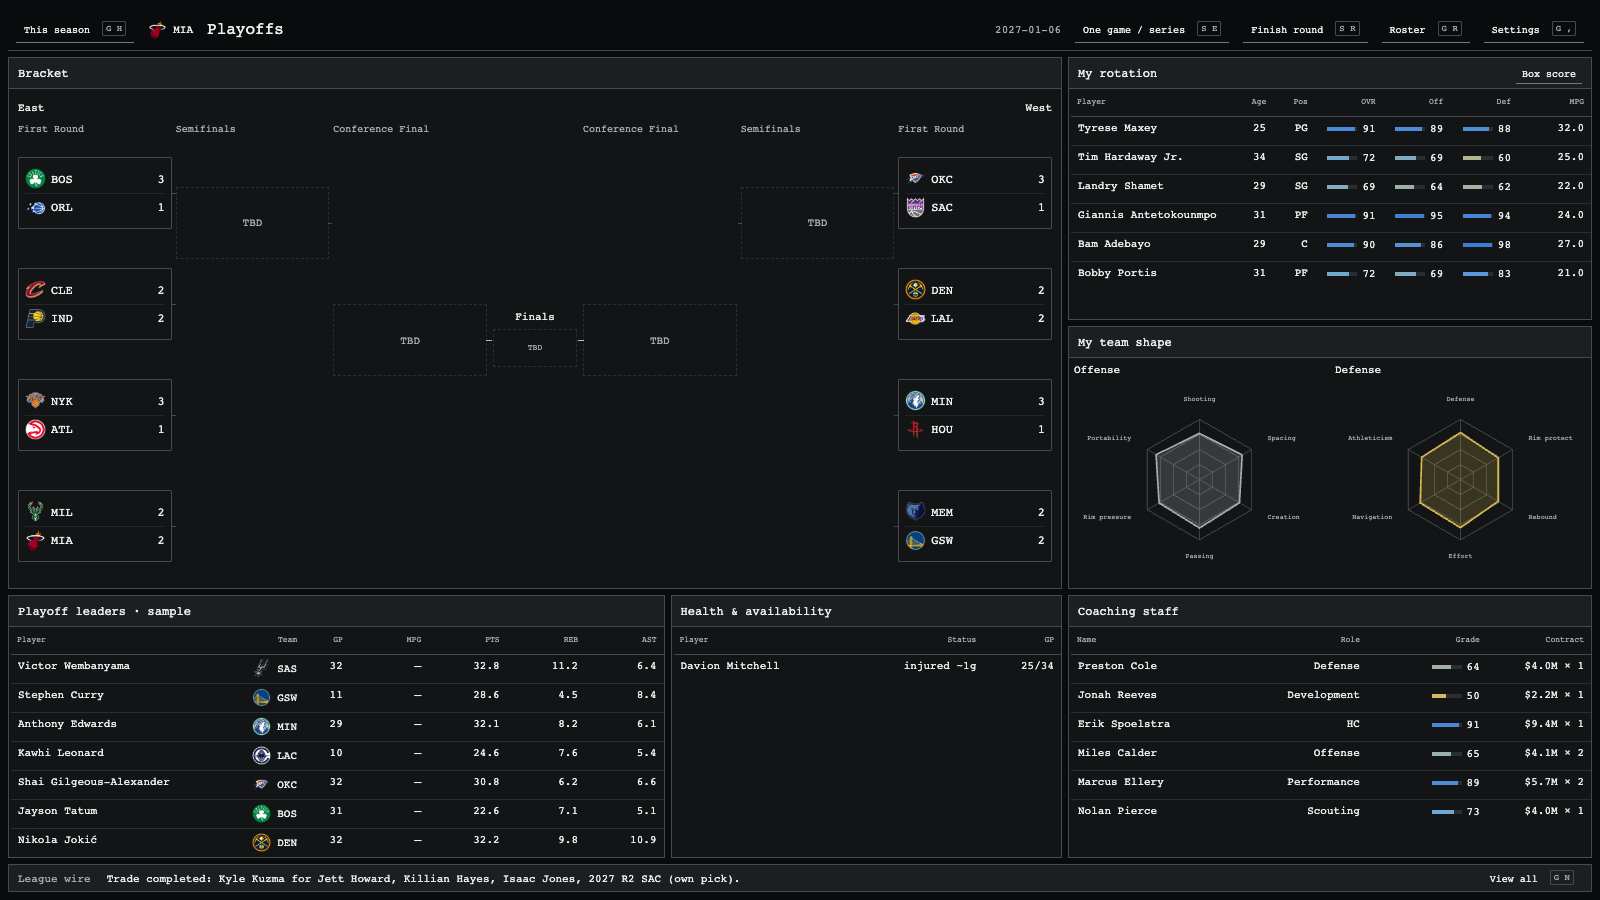 This season G H MIA Playoffs 2027-01-06 One game / series S E Finish round S R Roster G R Settings G ,
Bracket
East West
First Round Semifinals Conference Final Conference Final Semifinals First Round
BOS 3
ORL 1
TBD
TBD
OKC 3
SAC 1
CLE 2
IND 2
DEN 2
LAL 2
Finals
TBD
TBD
TBD
NYK 3
ATL 1
MIN 3
HOU 1
MIL 2
MIA 2
MEM 2
GSW 2
My rotation Box score
Player Age Pos OVR Off Def MPG
Tyrese Maxey 25 PG 91 89 88 32.0
Tim Hardaway Jr. 34 SG 72 69 60 25.0
Landry Shamet 29 SG 69 64 62 22.0
Giannis Antetokounmpo 31 PF 91 95 94 24.0
Bam Adebayo 29 C 90 86 98 27.0
Bobby Portis 31 PF 72 69 83 21.0
My team shape
Offense Defense
Shooting
Portability Spacing
Rim pressure Creation
Passing
Defense
Athleticism Rim protect
Navigation Rebound
Effort
Playoff leaders · sample
Player Team GP MPG PTS REB AST
Victor Wembanyama SAS 32 — 32.8 11.2 6.4
Stephen Curry GSW 11 — 28.6 4.5 8.4
Anthony Edwards MIN 29 — 32.1 8.2 6.1
Kawhi Leonard LAC 10 — 24.6 7.6 5.4
Shai Gilgeous-Alexander OKC 32 — 30.8 6.2 6.6
Jayson Tatum BOS 31 — 22.6 7.1 5.1
Nikola Jokić DEN 32 — 32.2 9.8 10.9
Health & availability
Player Status GP
Davion Mitchell injured ~1g 25/34
Coaching staff
Name Role Grade Contract
Preston Cole Defense 64 $4.0M × 1
Jonah Reeves Development 50 $2.2M × 1
Erik Spoelstra HC 91 $9.4M × 1
Miles Calder Offense 65 $4.1M × 2
Marcus Ellery Performance 89 $5.7M × 2
Nolan Pierce Scouting 73 $4.0M × 1
League wire Trade completed: Kyle Kuzma for Jett Howard, Killian Hayes, Isaac Jones, 2027 R2 SAC (own pick). View all G N